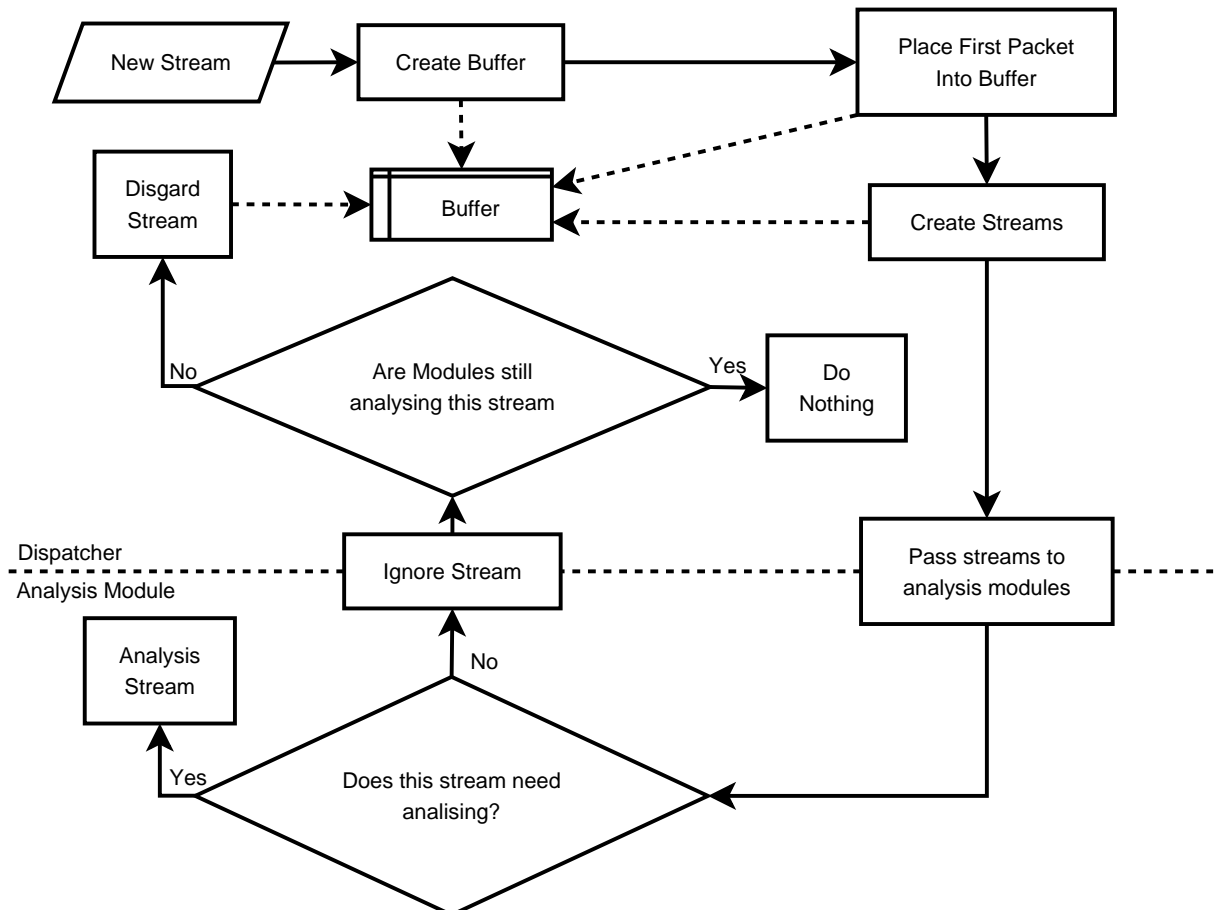 New Stream
Create Buffer
Place First Packet
Into Buffer
Disgard
Stream
Buffer
Create Streams
No
Are Modules still
analysing this stream
Yes
Do
Nothing
Dispatcher
Ignore Stream
Pass streams to
analysis modules
Analysis Module
Analysis
Stream
No
Yes
Does this stream need
analising?